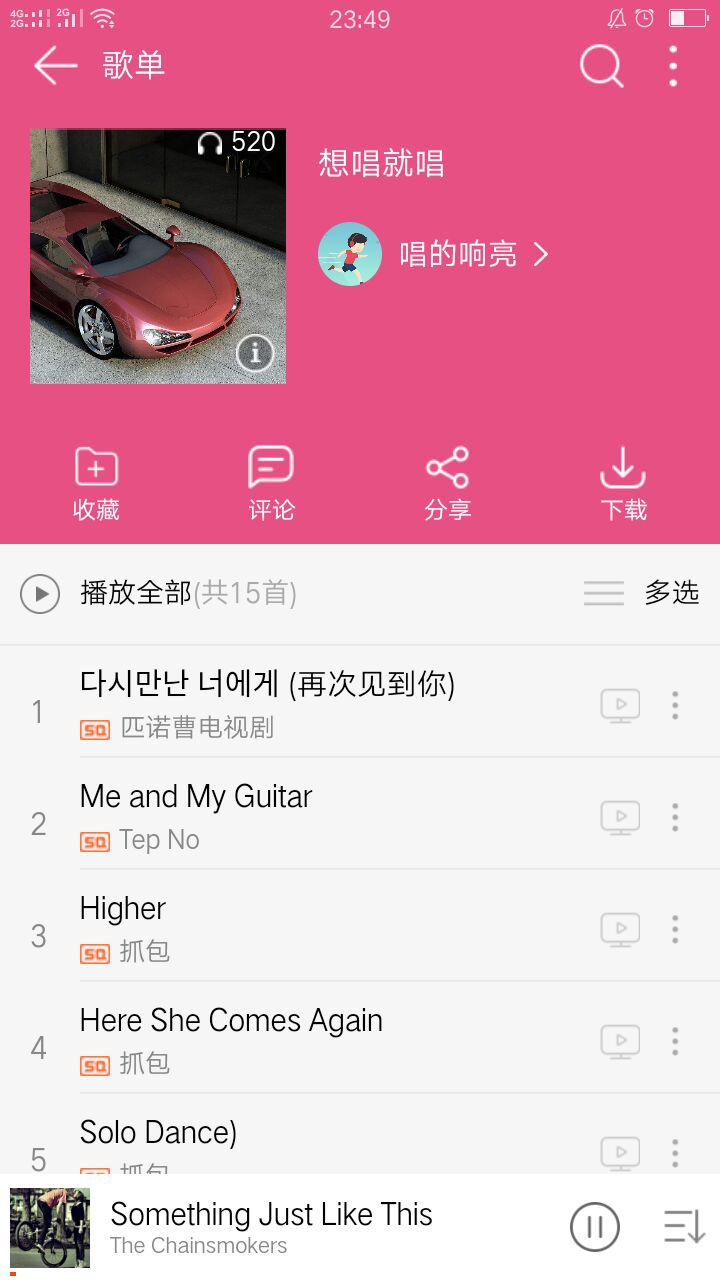 4G 2G 2G 23:49
歌单
520
想唱就唱
唱的响亮
收藏 评论 分享 下载
播放全部(共15首) 多选
1 다시만난 너에게 (再次见到你)
SQ 匹诺曹电视剧
2 Me and My Guitar
SQ Tep No
3 Higher
SQ 抓包
4 Here She Comes Again
SQ 抓包
5 Solo Dance)
SQ 抓包
Something Just Like This
The Chainsmokers